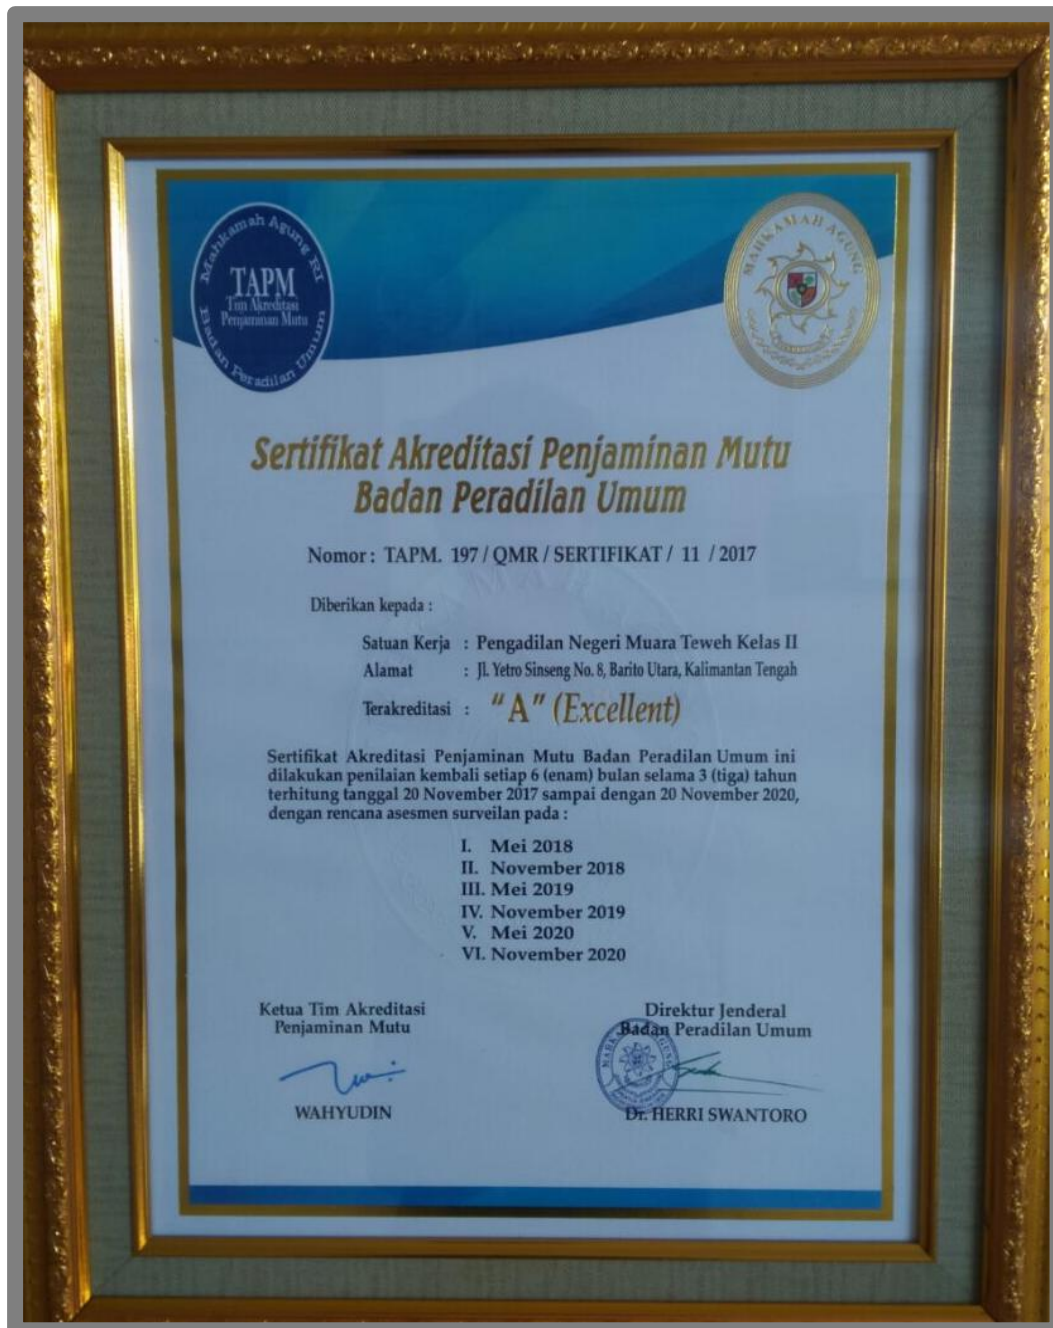 Mahkamah Agung RI
TAPM
Tim Akreditasi
Penjaminan Mutu
Badan Peradilan Umum
MAHKAMAH AGUNG
Sertifikat Akreditasi Penjaminan Mutu
Badan Peradilan Umum
Nomor : TAPM. 197 / QMR / SERTIFIKAT / 11 / 2017
Diberikan kepada :
Satuan Kerja : Pengadilan Negeri Muara Teweh Kelas II
Alamat : Jl. Yetro Sinseng No. 8, Barito Utara, Kalimantan Tengah
Terakreditasi : "A" (Excellent)
Sertifikat Akreditasi Penjaminan Mutu Badan Peradilan Umum ini
dilakukan penilaian kembali setiap 6 (enam) bulan selama 3 (tiga) tahun
terhitung tanggal 20 November 2017 sampai dengan 20 November 2020,
dengan rencana asesmen surveilan pada :
I. Mei 2018
II. November 2018
III. Mei 2019
IV. November 2019
V. Mei 2020
VI. November 2020
Ketua Tim Akreditasi
Penjaminan Mutu
WAHYUDIN
Direktur Jenderal
Badan Peradilan Umum
MAHKAMAH AGUNG
Dr. HERRI SWANTORO